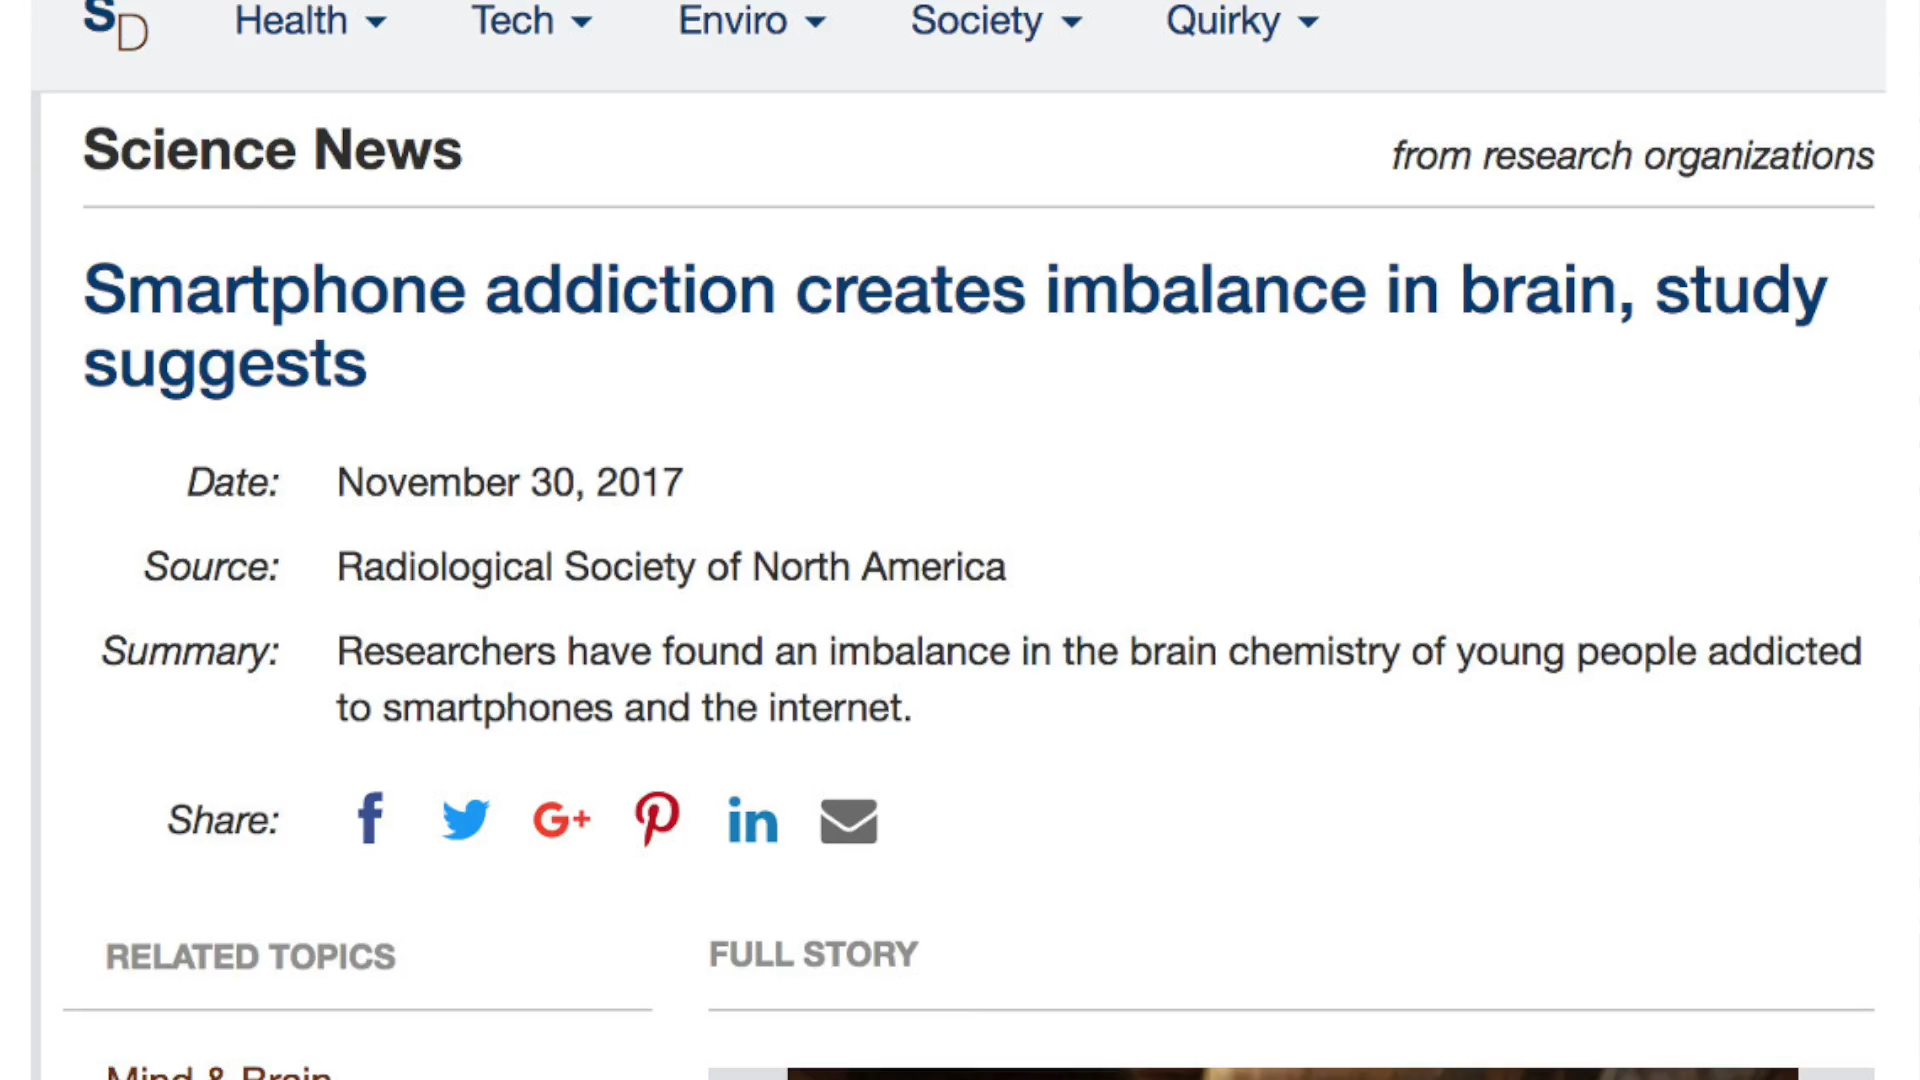 SD Health Tech Enviro Society Quirky
Science News from research organizations
Smartphone addiction creates imbalance in brain, study
suggests
Date: November 30, 2017
Source: Radiological Society of North America
Summary: Researchers have found an imbalance in the brain chemistry of young people addicted
to smartphones and the internet.
Share: f G+ in
RELATED TOPICS FULL STORY
Mind & Brain